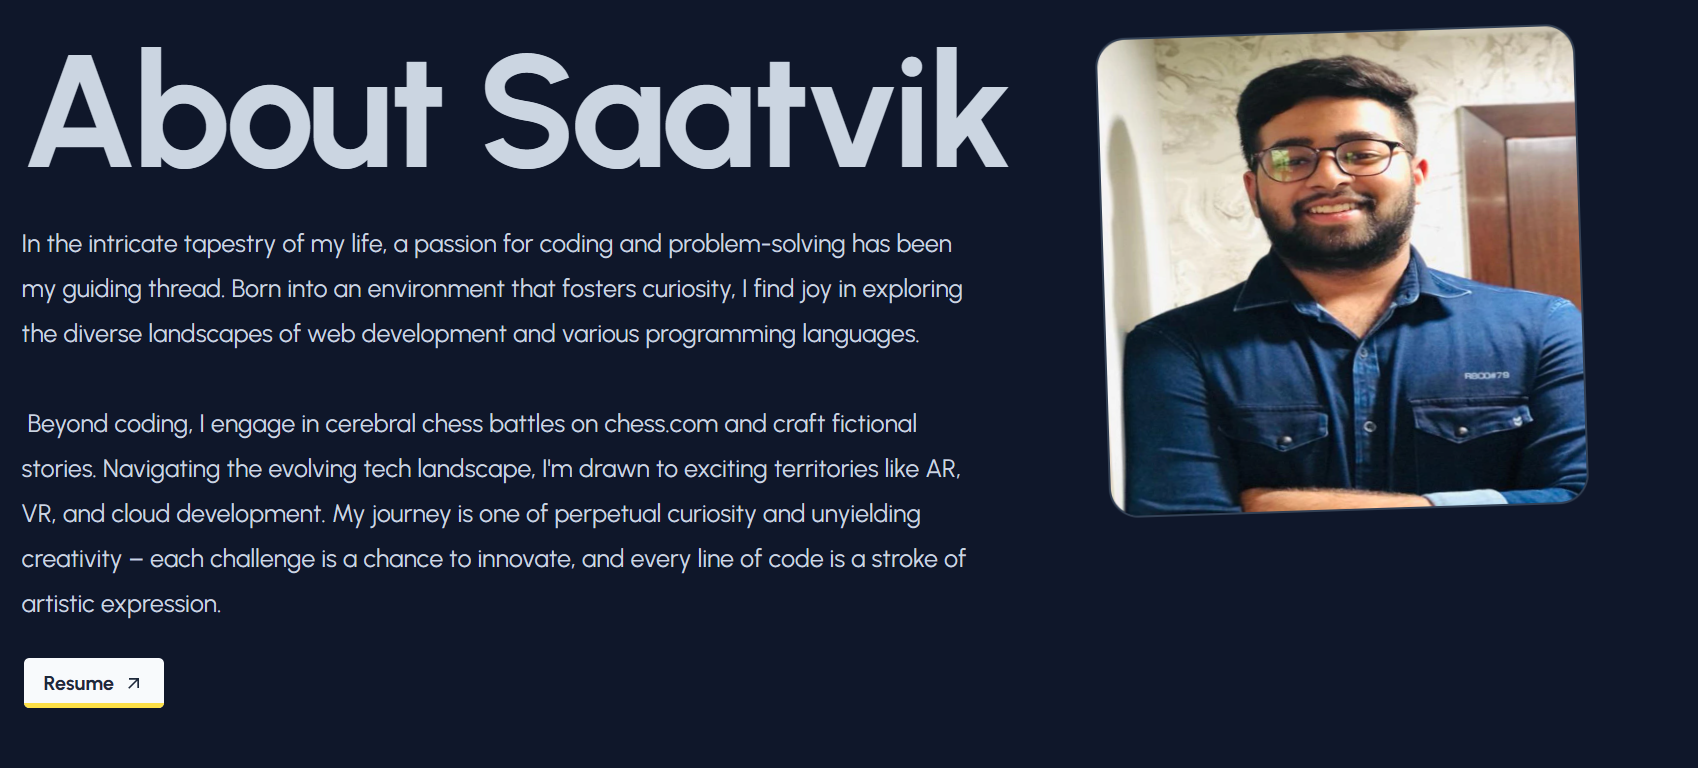 About Saatvik
In the intricate tapestry of my life, a passion for coding and problem-solving has been
my guiding thread. Born into an environment that fosters curiosity, I find joy in exploring
the diverse landscapes of web development and various programming languages.
Beyond coding, I engage in cerebral chess battles on chess.com and craft fictional
stories. Navigating the evolving tech landscape, I'm drawn to exciting territories like AR,
VR, and cloud development. My journey is one of perpetual curiosity and unyielding
creativity – each challenge is a chance to innovate, and every line of code is a stroke of
artistic expression.
Resume